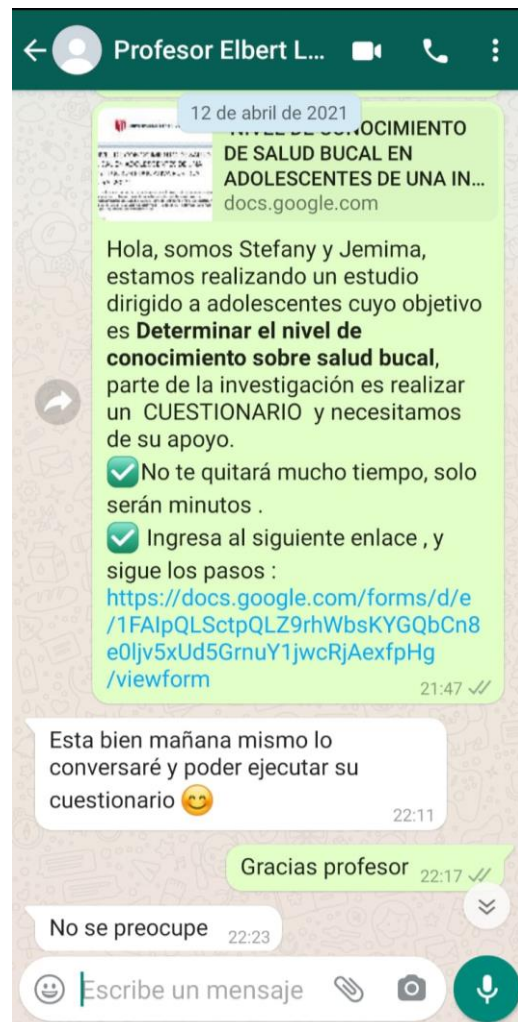 Profesor Elbert L...
12 de abril de 2021
"NIVEL DE CONOCIMIENTO
DE SALUD BUCAL EN
ADOLESCENTES DE UNA IN...
docs.google.com
Hola, somos Stefany y Jemima,
estamos realizando un estudio
dirigido a adolescentes cuyo objetivo
es Determinar el nivel de
conocimiento sobre salud bucal,
parte de la investigación es realizar
un CUESTIONARIO y necesitamos
de su apoyo.
✅No te quitará mucho tiempo, solo
serán minutos .
✅ Ingresa al siguiente enlace , y
sigue los pasos :
https://docs.google.com/forms/d/e
/1FAIpQLSctpQLZ9rhWbsKYGQbCn8
e0ljv5xUd5GrnuY1jwcRjAexfpHg
/viewform
21:47
Esta bien mañana mismo lo
conversaré y poder ejecutar su
cuestionario 😊
22:11
Gracias profesor 22:17
No se preocupe 22:23
Escribe un mensaje